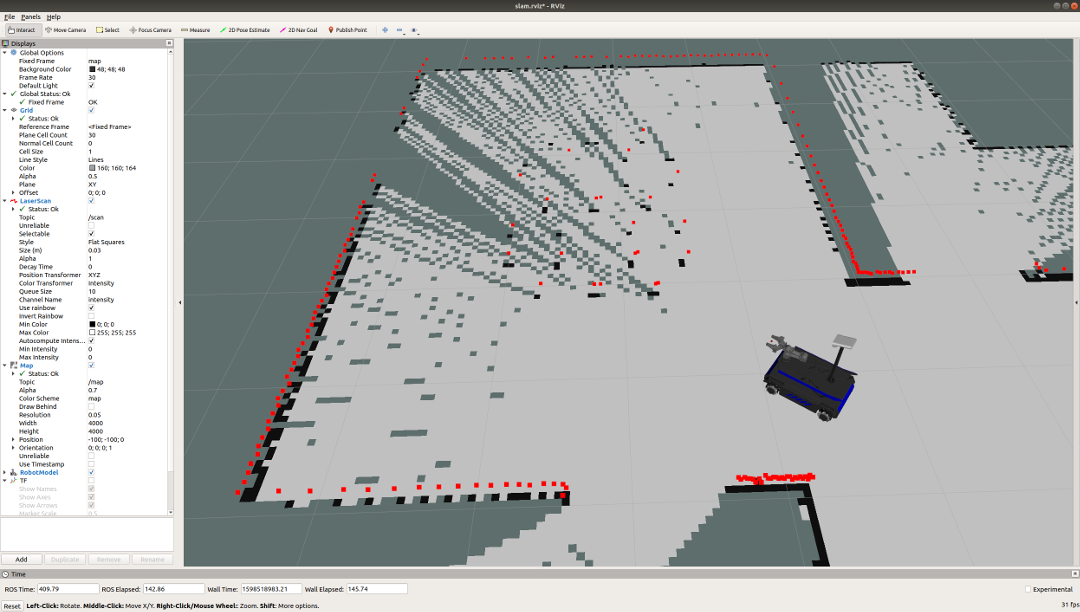 slam.rviz* - RViz
File Panels Help
Interact Move Camera Select Focus Camera Measure 2D Pose Estimate 2D Nav Goal Publish Point
Displays
Global Options
Fixed Frame map
Background Color 48; 48; 48
Frame Rate 30
Default Light
Global Status: Ok
Fixed Frame OK
Grid
Status: Ok
Reference Frame <Fixed Frame>
Plane Cell Count 30
Normal Cell Count 0
Cell Size 1
Line Style Lines
Color 160; 160; 164
Alpha 0.5
Plane XY
Offset 0; 0; 0
LaserScan
Status: Ok
Topic /scan
Unreliable
Selectable
Style Flat Squares
Size (m) 0.03
Alpha 1
Decay Time 0
Position Transformer XYZ
Color Transformer Intensity
Queue Size 10
Channel Name intensity
Use rainbow
Invert Rainbow
Min Color 0; 0; 0
Max Color 255; 255; 255
Autocompute Intens...
Min Intensity 0
Max Intensity 0
Map
Status: Ok
Topic /map
Alpha 0.7
Color Scheme map
Draw Behind
Resolution 0.05
Width 4000
Height 4000
Position -100; -100; 0
Orientation 0; 0; 0; 1
Unreliable
Use Timestamp
RobotModel
TF
Show Names
Show Axes
Show Arrows
Marker Scale 0.5
Add Duplicate Remove Rename
Time
ROS Time: 409.79 ROS Elapsed: 142.86 Wall Time: 1598518983.21 Wall Elapsed: 145.74 Experimental
Reset Left-Click: Rotate. Middle-Click: Move X/Y. Right-Click/Mouse Wheel:: Zoom. Shift: More options. 31 fps